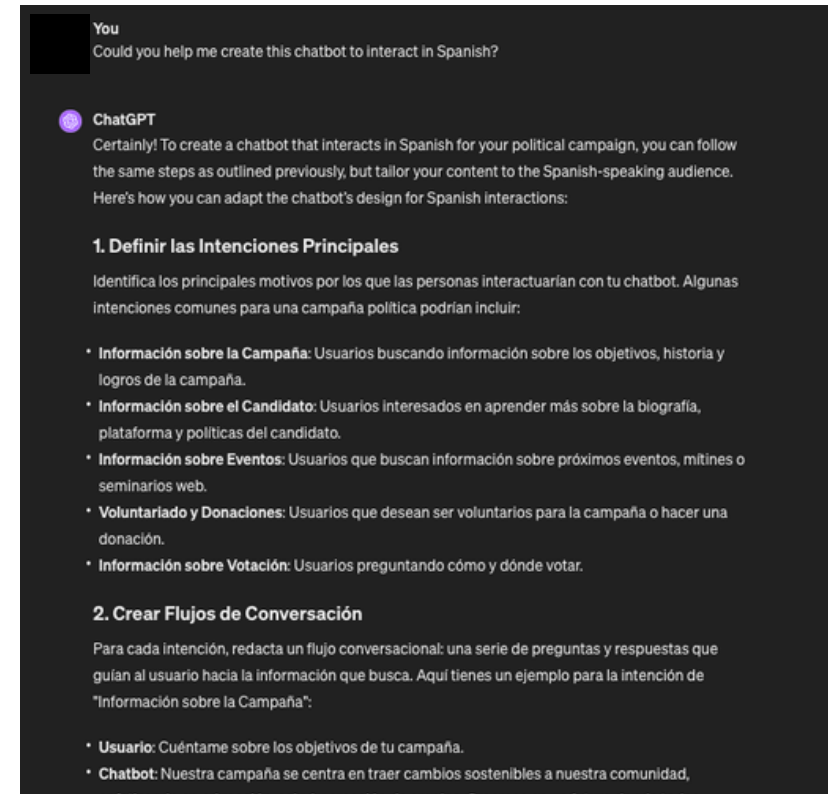 You
Could you help me create this chatbot to interact in Spanish?
ChatGPT
Certainly! To create a chatbot that interacts in Spanish for your political campaign, you can follow
the same steps as outlined previously, but tailor your content to the Spanish-speaking audience.
Here's how you can adapt the chatbot's design for Spanish interactions:
1. Definir las Intenciones Principales
Identifica los principales motivos por los que las personas interactuarían con tu chatbot. Algunas
intenciones comunes para una campaña política podrían incluir:
• Información sobre la Campaña: Usuarios buscando información sobre los objetivos, historia y
logros de la campaña.
• Información sobre el Candidato: Usuarios interesados en aprender más sobre la biografía,
plataforma y políticas del candidato.
• Información sobre Eventos: Usuarios que buscan información sobre próximos eventos, mítines o
seminarios web.
• Voluntariado y Donaciones: Usuarios que desean ser voluntarios para la campaña o hacer una
donación.
• Información sobre Votación: Usuarios preguntando cómo y dónde votar.
2. Crear Flujos de Conversación
Para cada intención, redacta un flujo conversacional: una serie de preguntas y respuestas que
guían al usuario hacia la información que busca. Aquí tienes un ejemplo para la intención de
"Información sobre la Campaña":
• Usuario: Cuéntame sobre los objetivos de tu campaña.
• Chatbot: Nuestra campaña se centra en traer cambios sostenibles a nuestra comunidad,